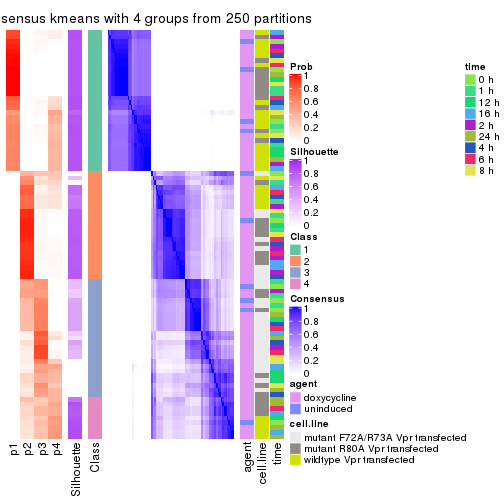 sensus kmeans with 4 groups from 250 partitions
Prob
1
0.8
0.6
0.4
0.2
0
Silhouette
1
0.8
0.6
0.4
0.2
0
Class
1
2
3
4
Consensus
1
0.8
0.6
0.4
0.2
0
agent
doxycycline
uninduced
cell.line
mutant F72A/R73A Vpr transfected
mutant R80A Vpr transfected
wildtype Vpr transfected
time
0 h
1 h
12 h
16 h
2 h
24 h
4 h
6 h
8 h
p1
p2
p3
p4
Silhouette
Class
agent
cell.line
time